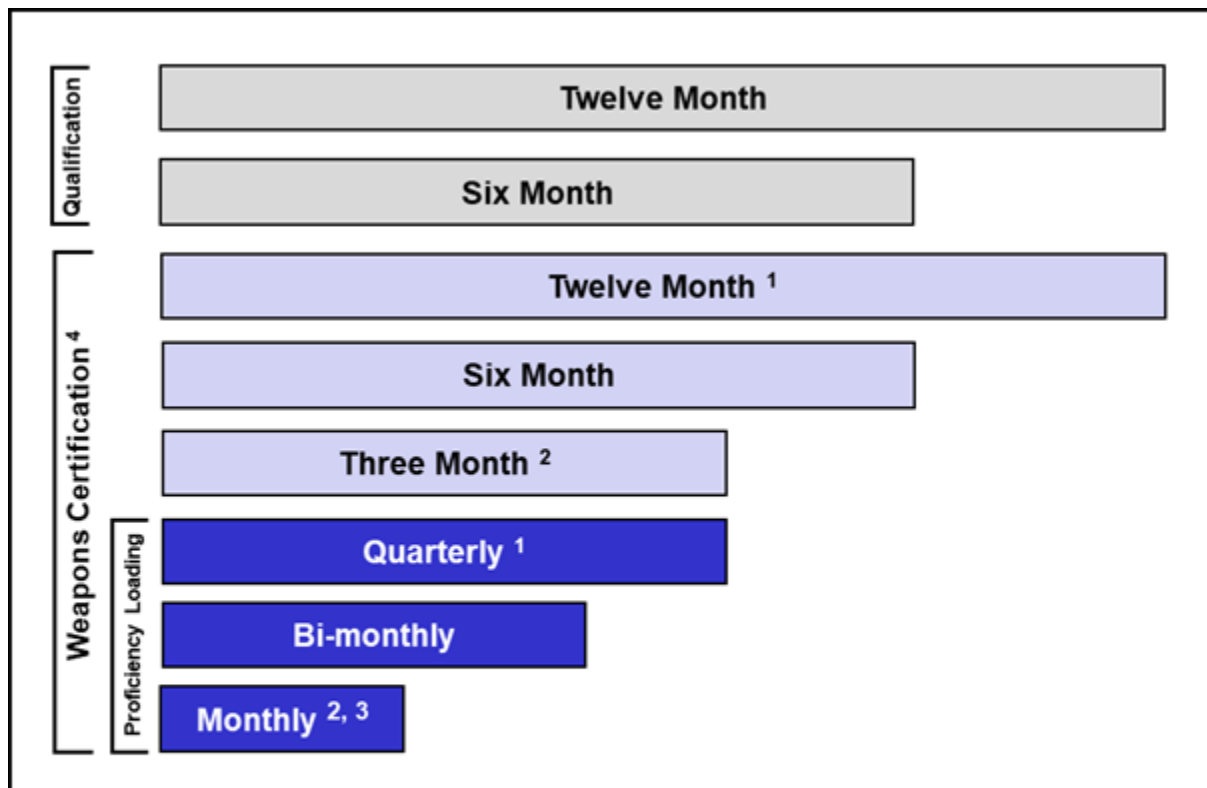 Qualification
Twelve Month
Six Month
Weapons Certification 4
Twelve Month 1
Six Month
Three Month 2
Proficiency Loading
Quarterly 1
Bi-monthly
Monthly 2, 3